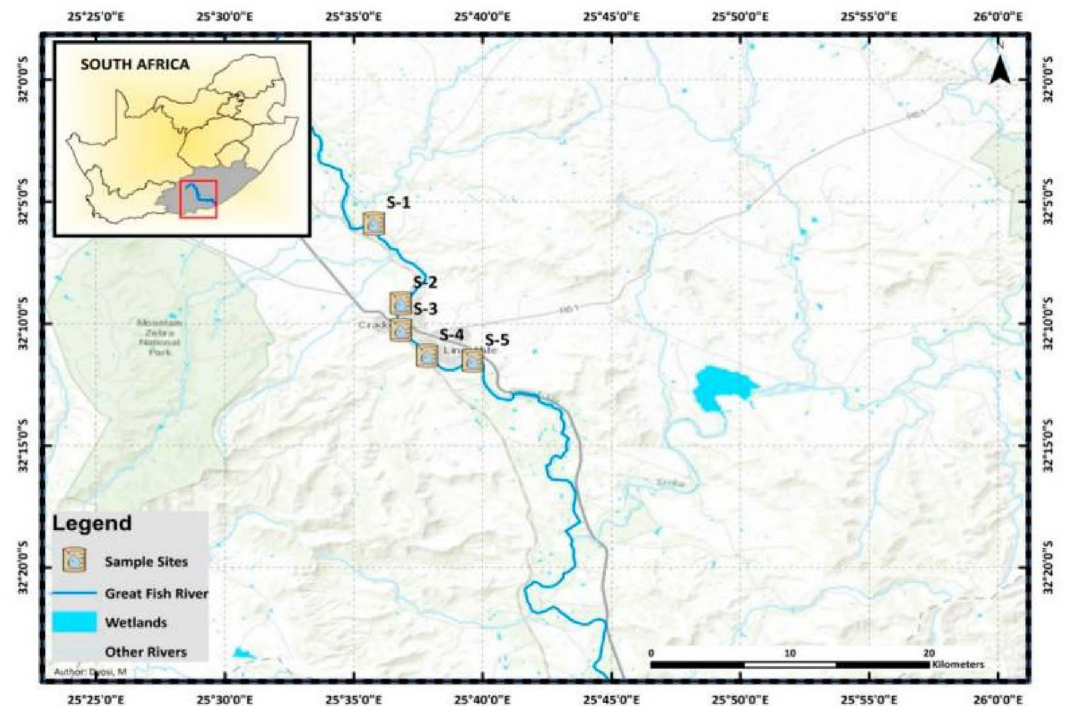 25°25'0"E 25°30'0"E 25°35'0"E 25°40'0"E 25°45'0"E 25°50'0"E 25°55'0"E 26°0'0"E
N
SOUTH AFRICA
32°0'0"S 32°0'0"S
R61
32°5'0"S 32°5'0"S
S-1
S-2
S-3
R61
32°10'0"S 32°10'0"S
Mountain
Zebra
National
Park
S-4
S-5
32°15'0"S 32°15'0"S
Legend
Sample Sites
Great Fish River
Wetlands
Other Rivers
32°20'0"S 32°20'0"S
0 10 20
Kilometers
Author: Dyosi, M
25°25'0"E 25°30'0"E 25°35'0"E 25°40'0"E 25°45'0"E 25°50'0"E 25°55'0"E 26°0'0"E